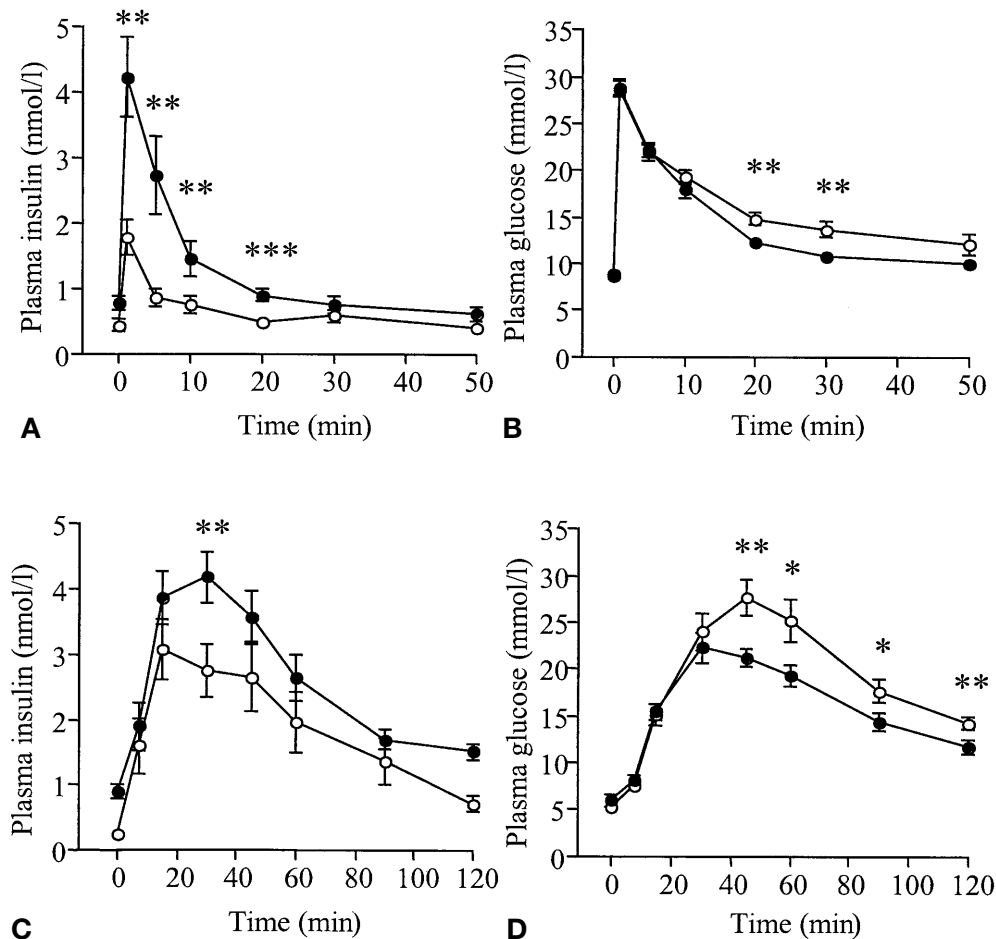 **
**
**
***
5
4
3
2
1
0
Plasma insulin (nmol/l)
0 10 20 30 40 50
Time (min)
A
**
**
35
30
25
20
15
10
5
0
Plasma glucose (mmol/l)
0 10 20 30 40 50
Time (min)
B
**
5
4
3
2
1
0
Plasma insulin (nmol/l)
0 20 40 60 80 100 120
Time (min)
C
**
*
*
**
35
30
25
20
15
10
5
0
Plasma glucose (mmol/l)
0 20 40 60 80 100 120
Time (min)
D